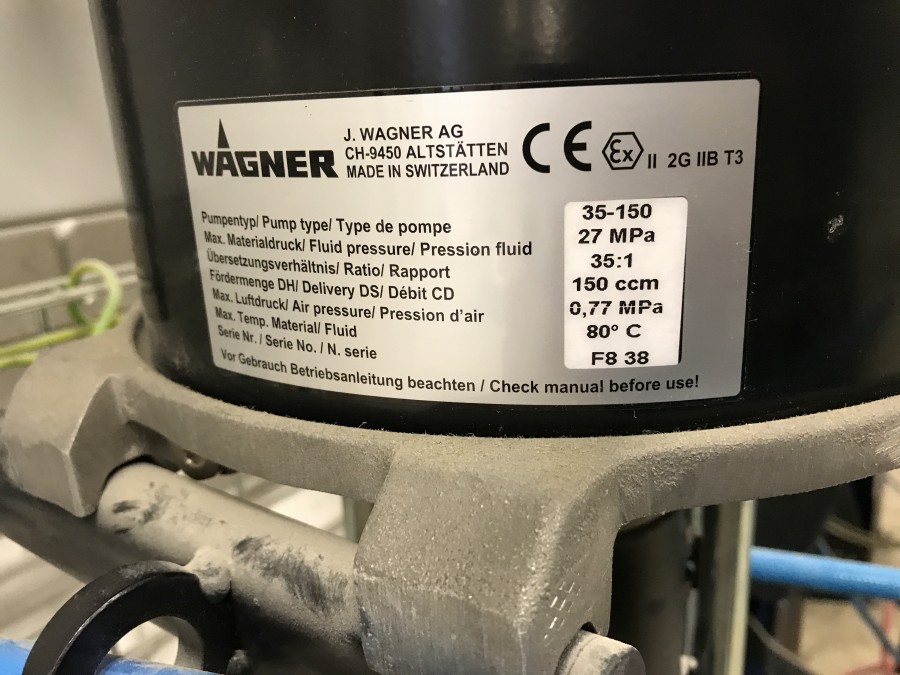 WAGNER
J. WAGNER AG
CH-9450 ALTSTÄTTEN
MADE IN SWITZERLAND
CE Ex II 2G IIB T3
Pumpentyp/ Pump type/ Type de pompe 35-150
Max. Materialdruck/ Fluid pressure/ Pression fluid 27 MPa
Übersetzungsverhältnis/ Ratio/ Rapport 35:1
Fördermenge DH/ Delivery DS/ Débit CD 150 ccm
Max. Luftdruck/ Air pressure/ Pression d'air 0,77 MPa
Max. Temp. Material/ Fluid 80° C
Serie Nr. / Serie No. / N. serie F8 38
Vor Gebrauch Betriebsanleitung beachten / Check manual before use!